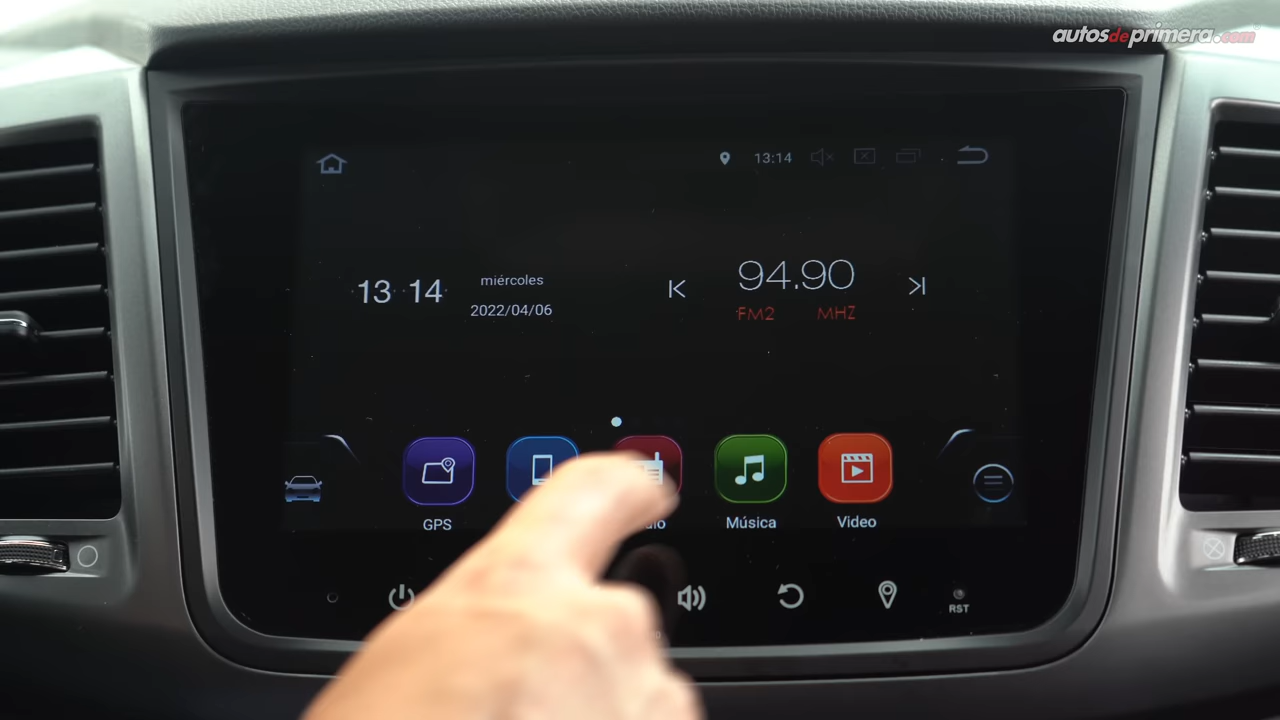 autosdeprimera.com
13:14
13 14
miércoles
2022/04/06
94.90
FM2 MHZ
GPS
Música
Video
RST